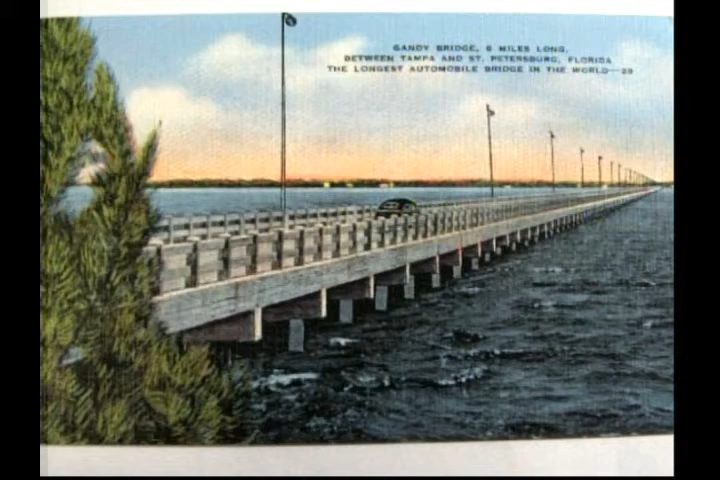 GANDY BRIDGE, 6 MILES LONG,
BETWEEN TAMPA AND ST. PETERSBURG, FLORIDA
THE LONGEST AUTOMOBILE BRIDGE IN THE WORLD—29